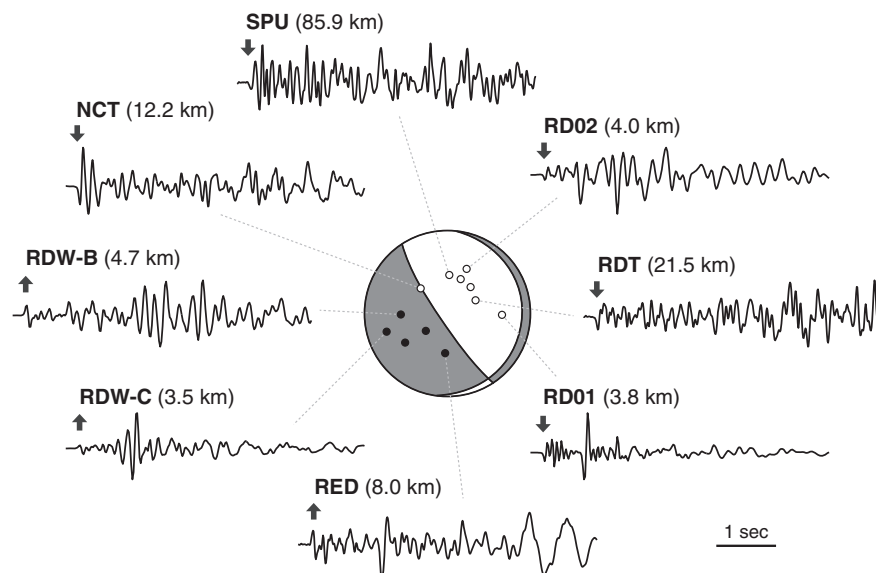 SPU (85.9 km)
NCT (12.2 km)
RD02 (4.0 km)
RDW-B (4.7 km)
RDT (21.5 km)
RDW-C (3.5 km)
RD01 (3.8 km)
RED (8.0 km)
1 sec